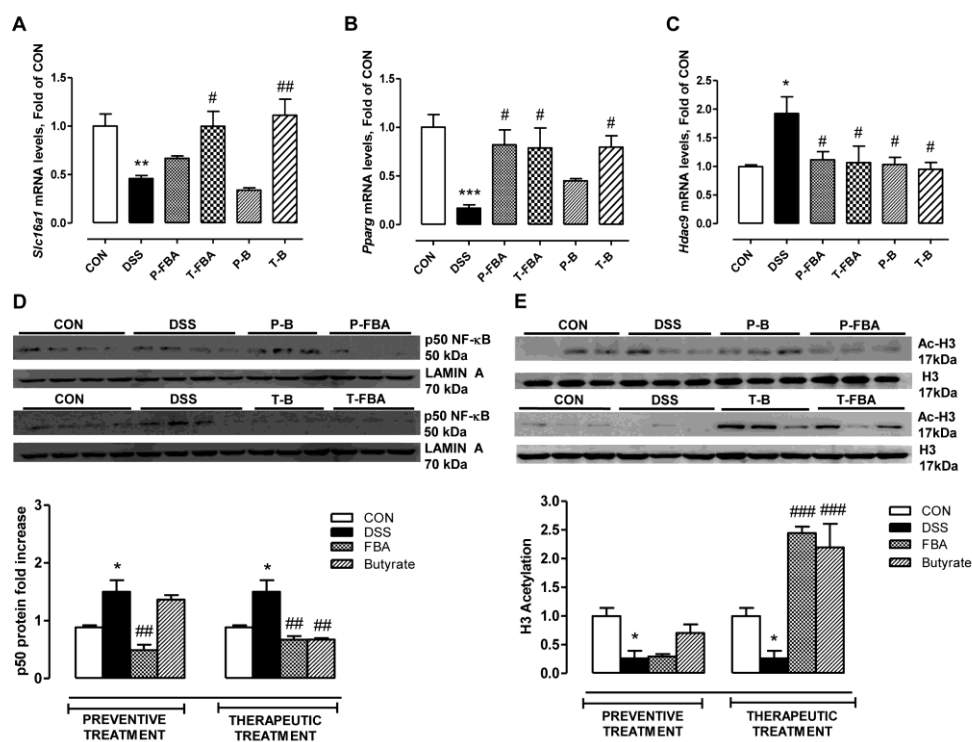 A
Slc16a1 mRNA levels, Fold of CON
1.5
1.0
0.5
0.0
**
#
##
CON
DSS
P-FBA
T-FBA
P-B
T-B
B
Pparg mRNA levels, Fold of CON
1.5
1.0
0.5
0.0
***
#
#
#
CON
DSS
P-FBA
T-FBA
P-B
T-B
C
Hdac9 mRNA levels, Fold of CON
2.5
2.0
1.5
1.0
0.5
0.0
*
#
#
#
#
CON
DSS
P-FBA
T-FBA
P-B
T-B
D
CON DSS P-B P-FBA
p50 NF-κB
50 kDa
LAMIN A
70 kDa
CON DSS T-B T-FBA
p50 NF-κB
50 kDa
LAMIN A
70 kDa
p50 protein fold increase
3
2
1
0
*
##
*
##
##
CON
DSS
FBA
Butyrate
PREVENTIVE
TREATMENT
THERAPEUTIC
TREATMENT
E
CON DSS P-B P-FBA
Ac-H3
17kDa
H3
17kDa
CON DSS T-B T-FBA
Ac-H3
17kDa
H3
17kDa
H3 Acetylation
3.0
2.5
2.0
1.5
1.0
0.5
0.0
*
*
###
###
CON
DSS
FBA
Butyrate
PREVENTIVE
TREATMENT
THERAPEUTIC
TREATMENT